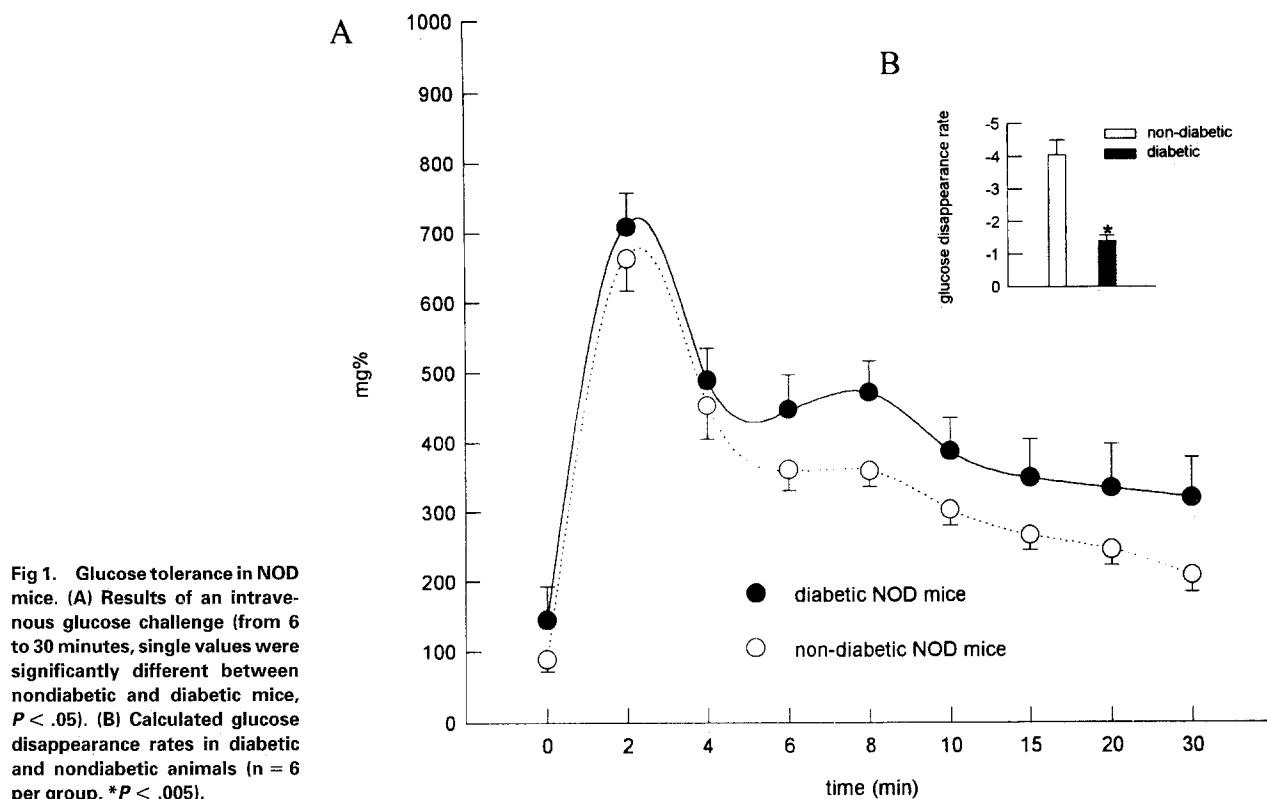 A
1000
900
800
700
600
500
400
300
200
100
0
mg%
B
glucose disappearance rate
-5
-4
-3
-2
-1
0
non-diabetic
diabetic
*
diabetic NOD mice
non-diabetic NOD mice
0 2 4 6 8 10 15 20 30
time (min)
Fig 1. Glucose tolerance in NOD
mice. (A) Results of an intrave-
nous glucose challenge (from 6
to 30 minutes, single values were
significantly different between
nondiabetic and diabetic mice,
P < .05). (B) Calculated glucose
disappearance rates in diabetic
and nondiabetic animals (n = 6
per group, *P < .005).